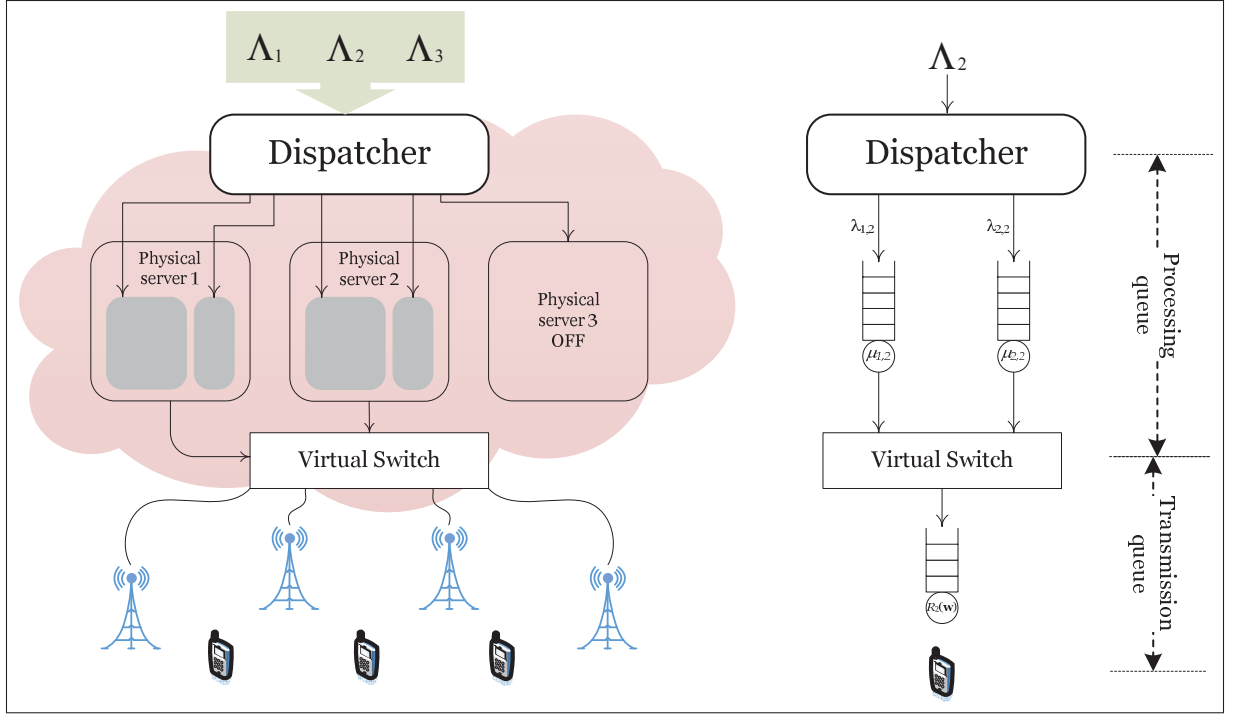 Λ1 Λ2 Λ3
Dispatcher
Physical
server 1
Physical
server 2
Physical
server 3
OFF
Virtual Switch
Λ2
Dispatcher
λ1,2
λ2,2
μ1,2
μ2,2
Virtual Switch
R2(w)
Processing
queue
Transmission
queue